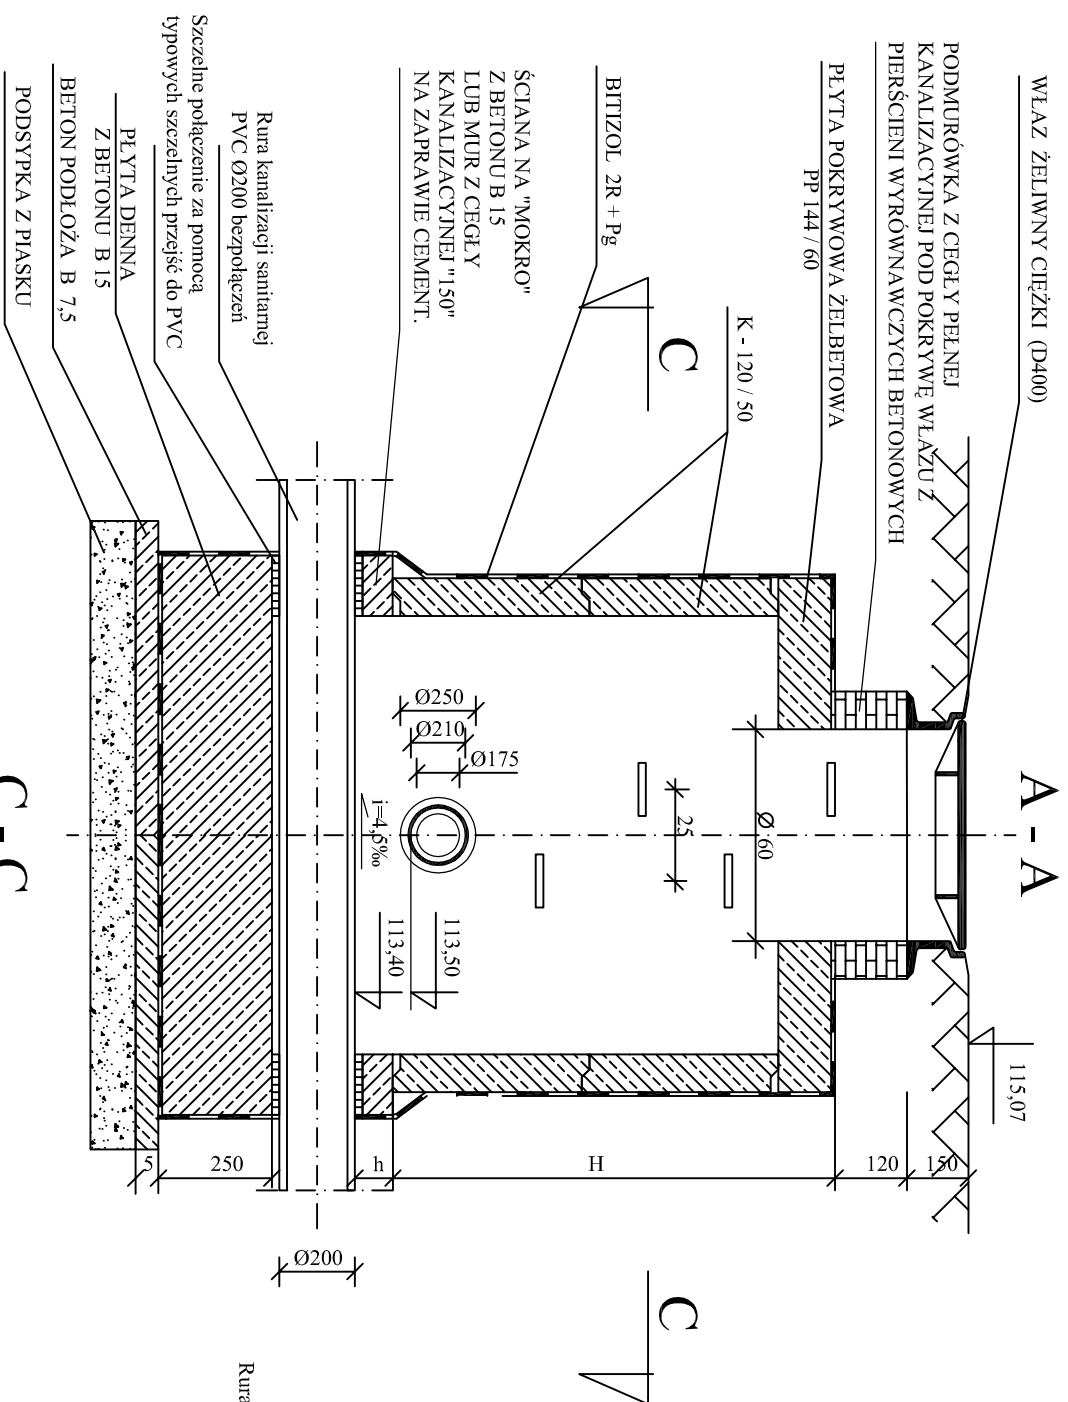 A - A
WŁAZ ŻELIWNY CIĘŻKI (D400)
PODMURÓWKA Z CEGŁY PEŁNEJ
KANALIZACYJNEJ POD POKRYWĘ WŁAZU Z
PIERŚCIENI WYRÓWNAWCZYCH BETONOWYCH
PŁYTA POKRYWOWA ŻELBETOWA
PP 144 / 60
K - 120 / 50
C
C
BITIZOL 2R + Pg
ŚCIANA NA "MOKRO"
Z BETONU B 15
LUB MUR Z CEGŁY
KANALIZACYJNEJ "150"
NA ZAPRAWIE CEMENT.
Rura kanalizacji sanitarnej
PVC Ø200 bezpołączeń
Szczelne połączenie za pomocą
typowych szczelnych przejść do PVC
PŁYTA DENNA
Z BETONU B 15
BETON PODŁOŻA B 7,5
PODSYPKA Z PIASKU
115,07
Ø 60
25
Ø250
Ø210
Ø175
i=4,5‰
113,50
113,40
150
120
H
h
250
5
Ø200
Rura
C - C